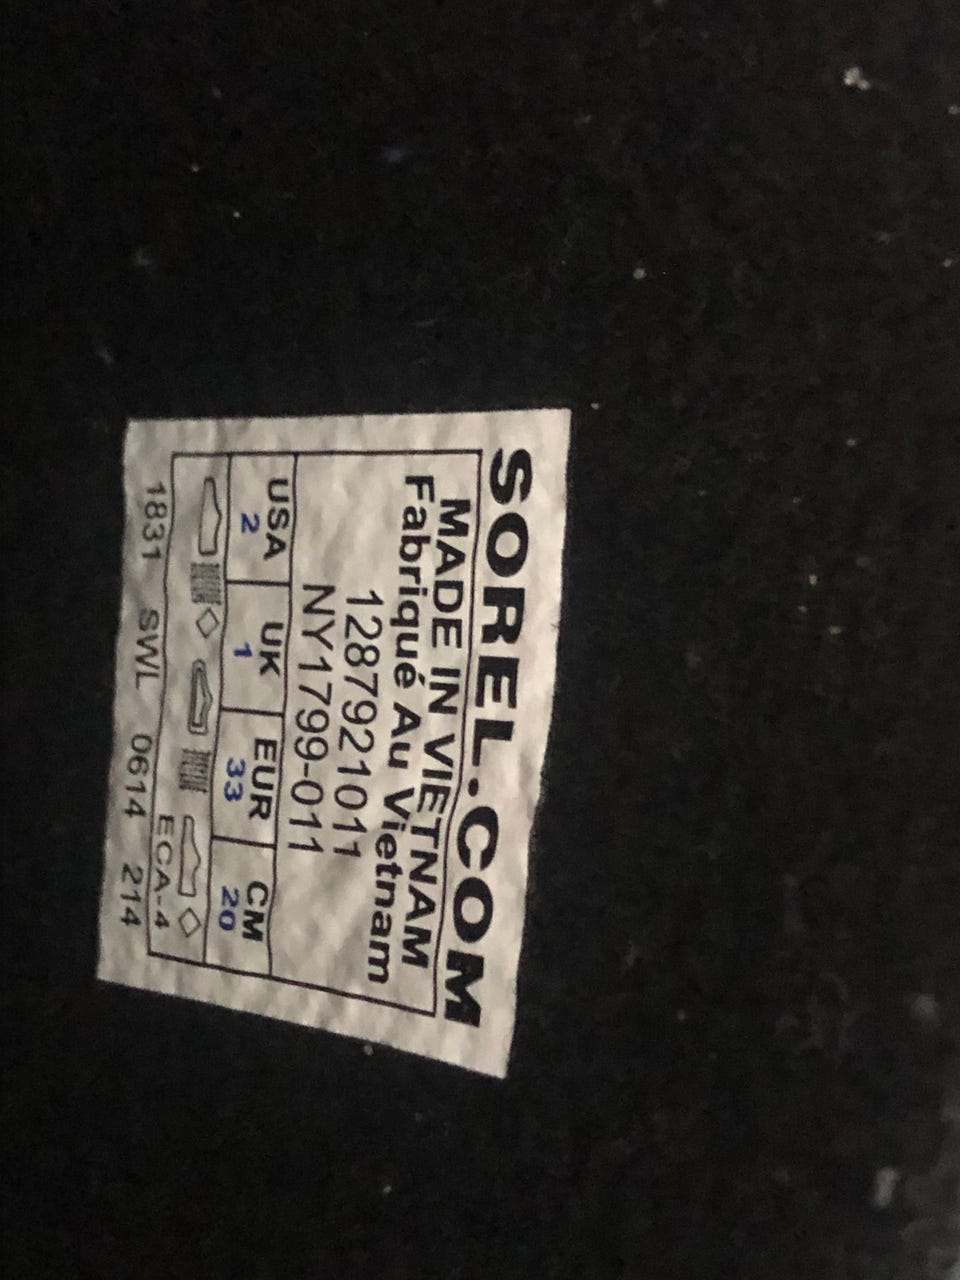 SOREL.COM
MADE IN VIETNAM
Fabriqué Au Vietnam
1287921011
NY1799-011
USA UK EUR CM
2 1 33 20
ECA-4
1831 SWL 0614 214